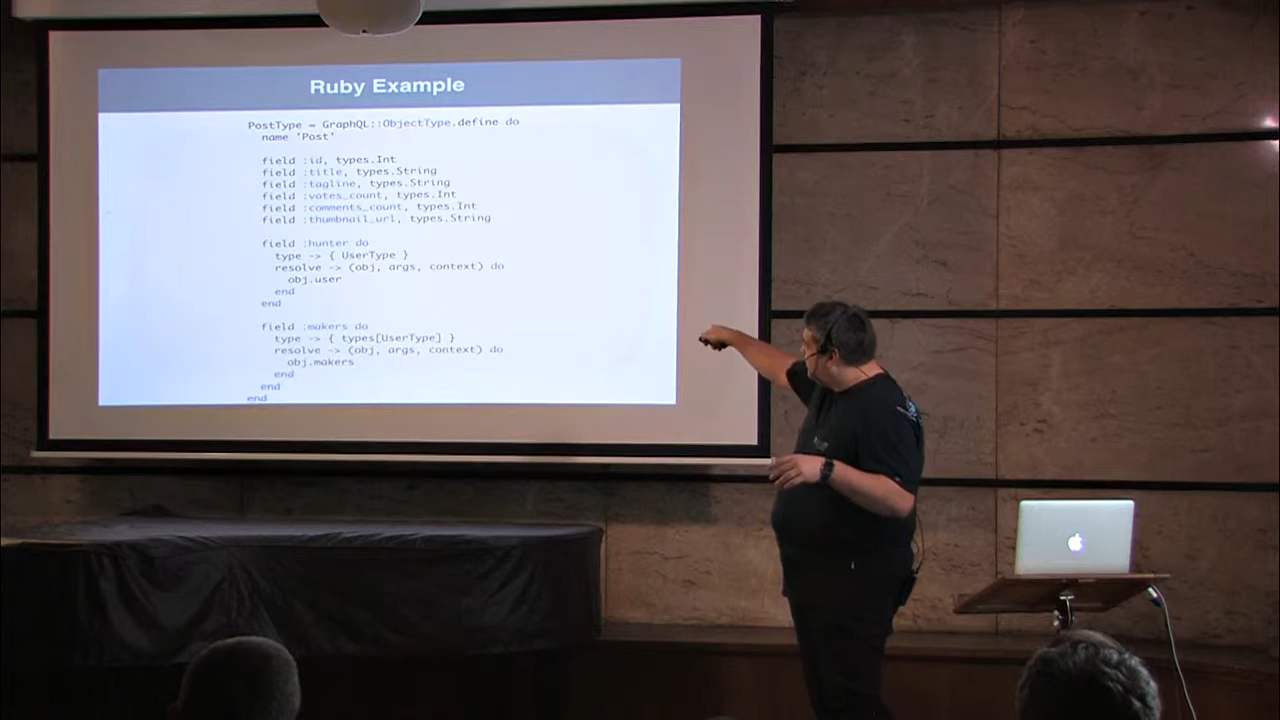 Ruby Example
PostType = GraphQL::ObjectType.define do
name 'Post'
field :id, types.Int
field :title, types.String
field :tagline, types.String
field :votes_count, types.Int
field :comments_count, types.Int
field :thumbnail_url, types.String
field :hunter do
type -> { UserType }
resolve -> (obj, args, context) do
obj.user
end
end
field :makers do
type -> { types[UserType] }
resolve -> (obj, args, context) do
obj.makers
end
end
end